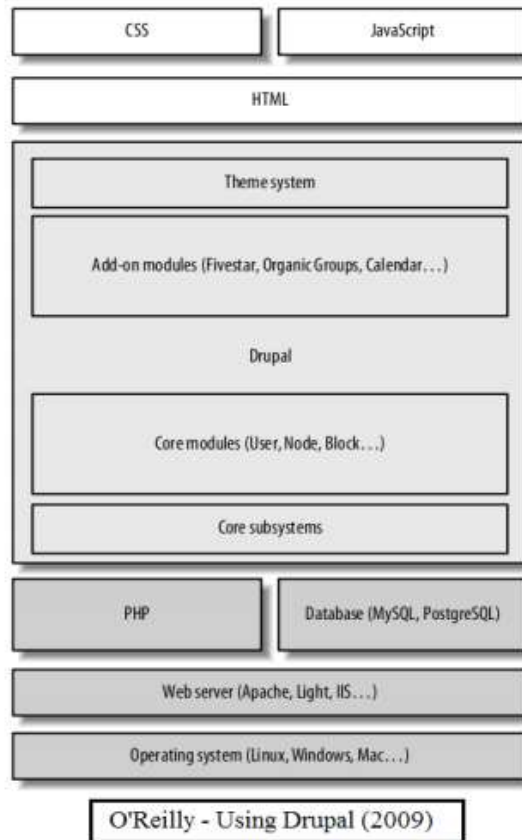 CSS
JavaScript
HTML
Theme system
Add-on modules (Fivestar, Organic Groups, Calendar…)
Drupal
Core modules (User, Node, Block…)
Core subsystems
PHP
Database (MySQL, PostgreSQL)
Web server (Apache, Light, IIS…)
Operating system (Linux, Windows, Mac…)
O'Reilly - Using Drupal (2009)